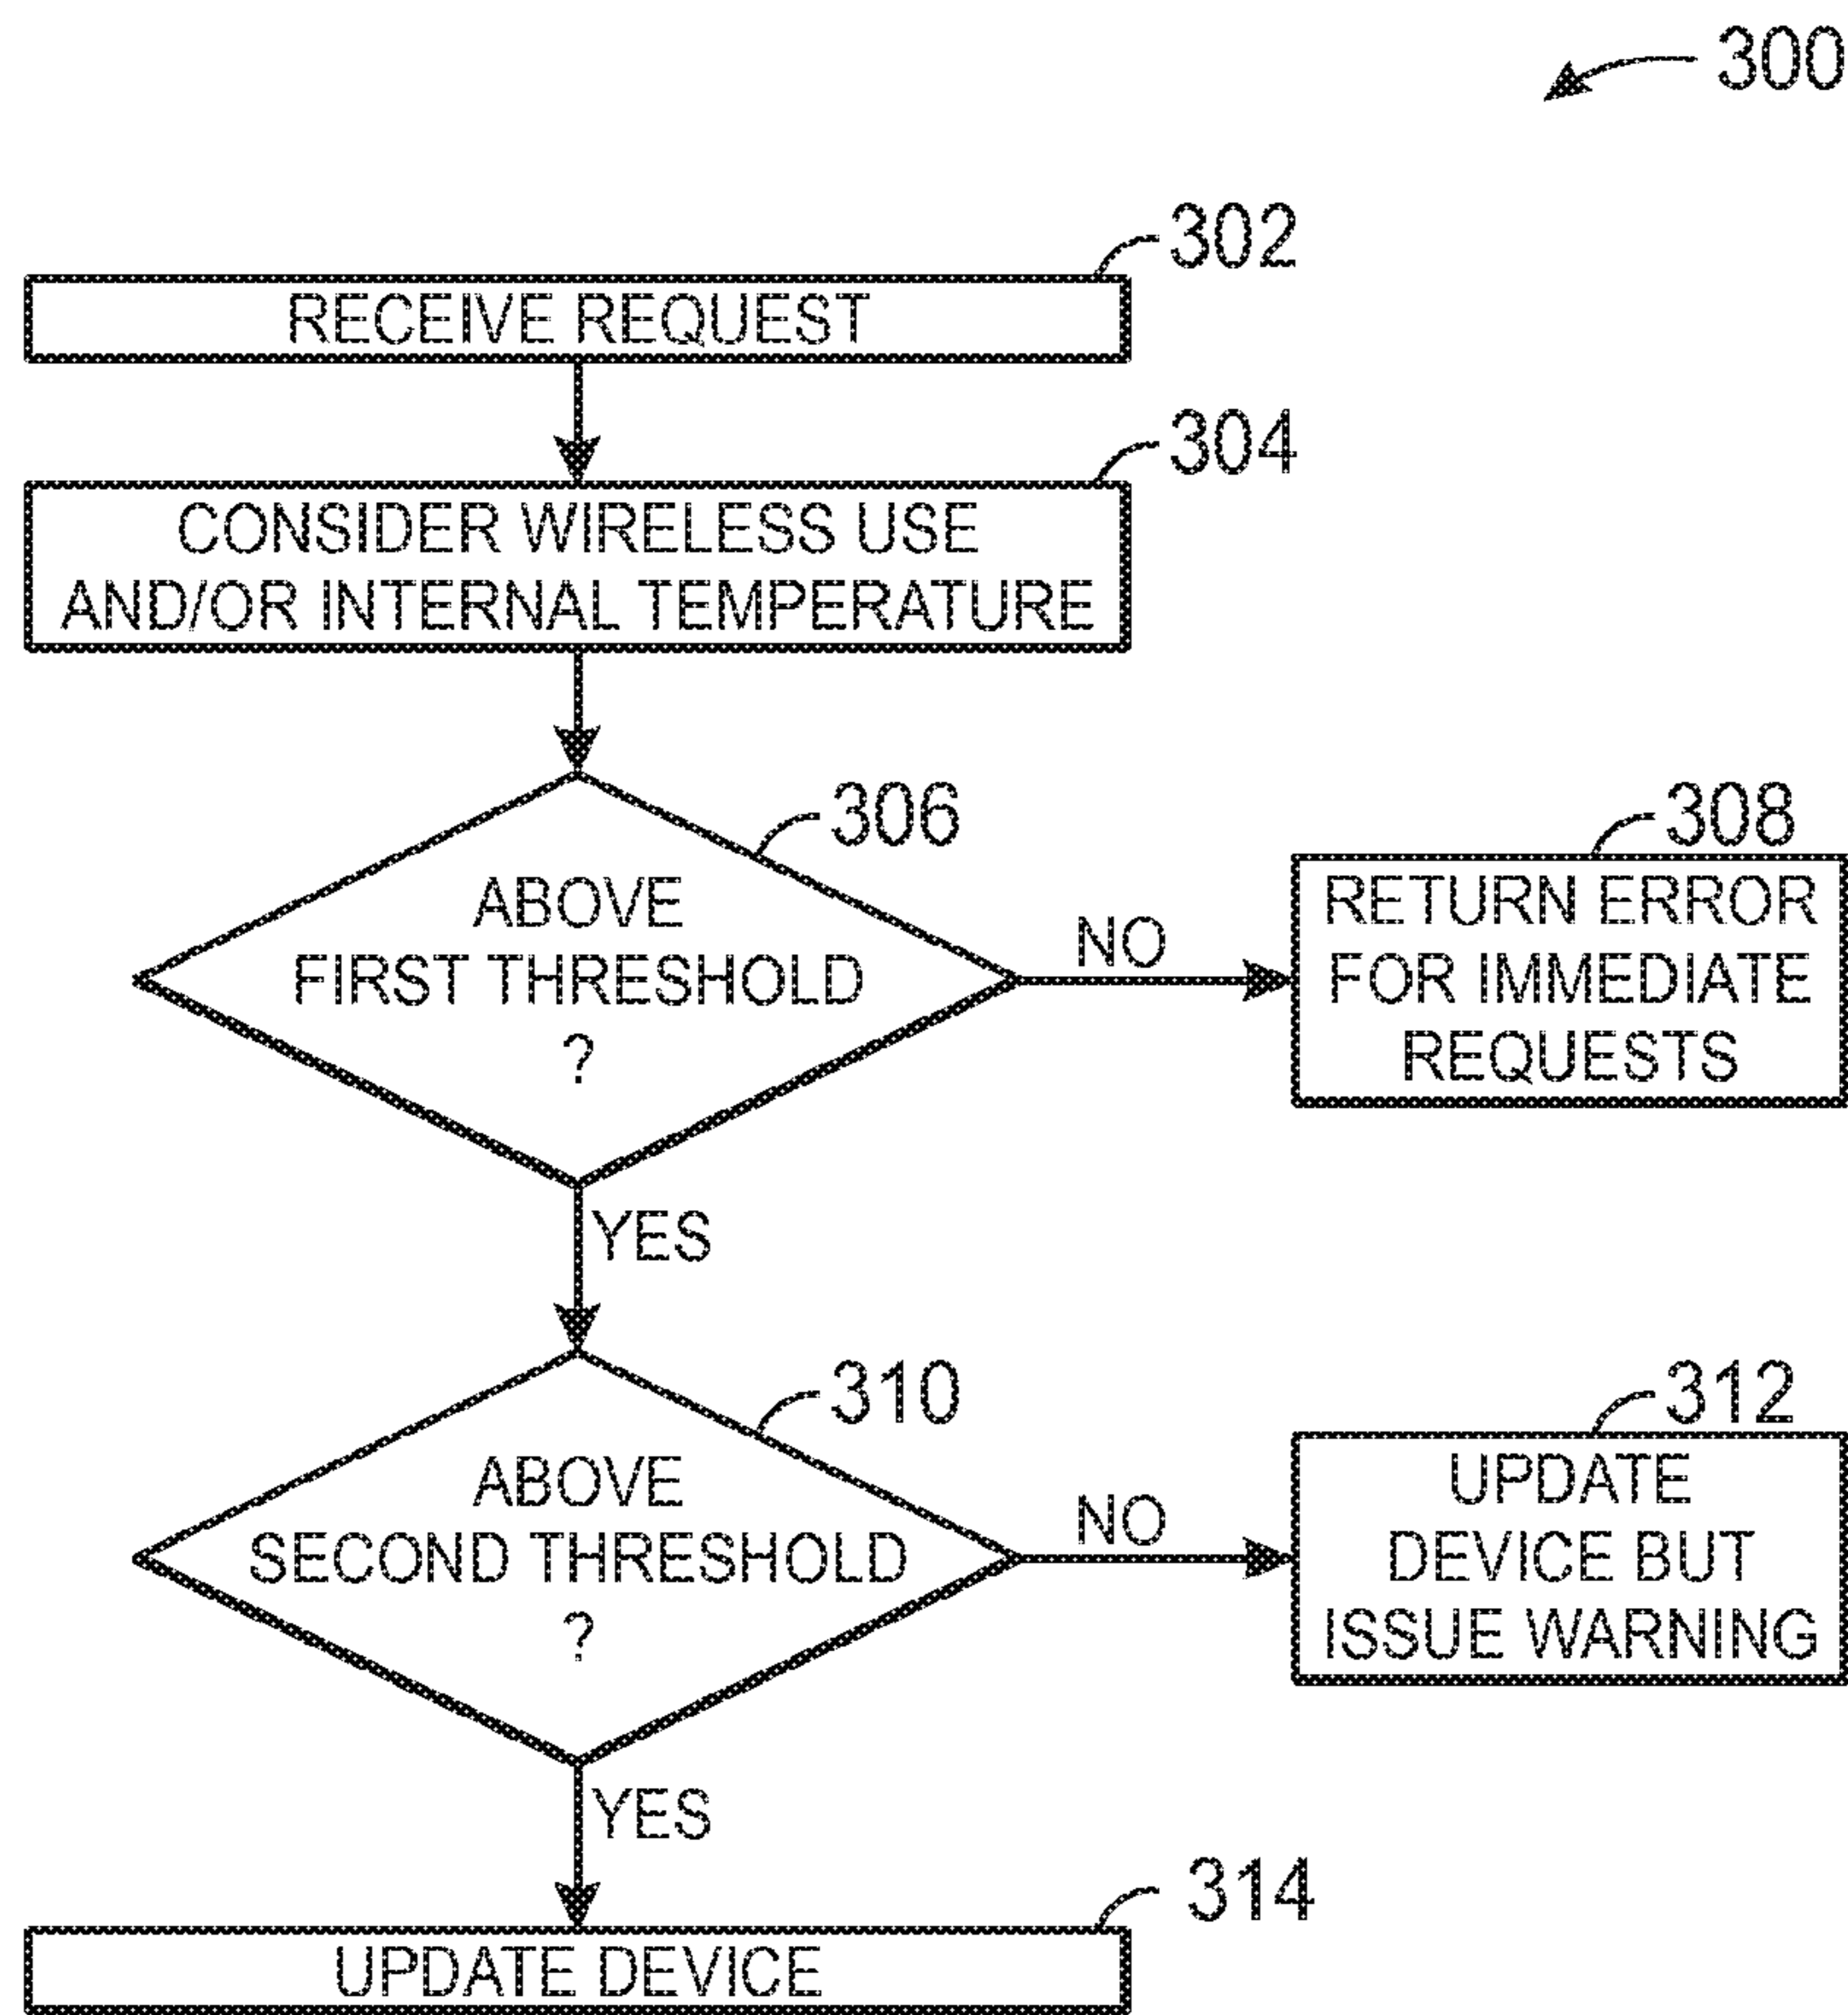 300
302
RECEIVE REQUEST
304
CONSIDER WIRELESS USE
AND/OR INTERNAL TEMPERATURE
306
ABOVE
FIRST THRESHOLD
?
NO
308
RETURN ERROR
FOR IMMEDIATE
REQUESTS
YES
310
ABOVE
SECOND THRESHOLD
?
NO
312
UPDATE
DEVICE BUT
ISSUE WARNING
YES
314
UPDATE DEVICE